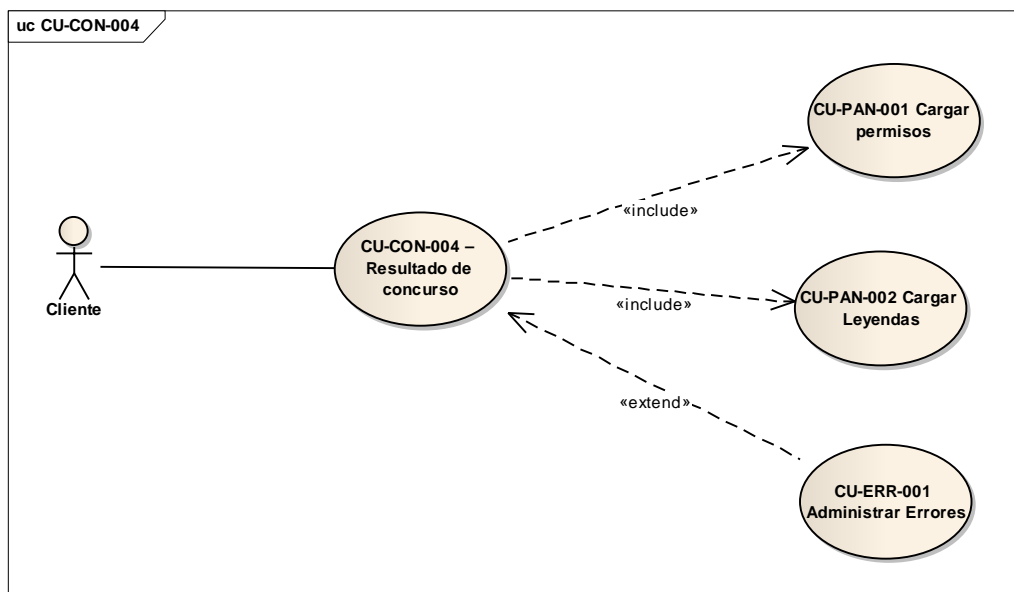 uc CU-CON-004
CU-PAN-001 Cargar
permisos
«include»
CU-CON-004 –
Resultado de
concurso
Cliente
CU-PAN-002 Cargar
Leyendas
«include»
«extend»
CU-ERR-001
Administrar Errores